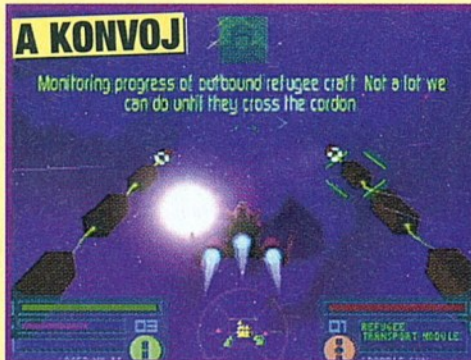 A KONVOJ
Monitoring progress of outbound refugee craft. Not a lot we
can do until they cross the cordon
03
01
REFUGEE
TRANSPORT MODULE